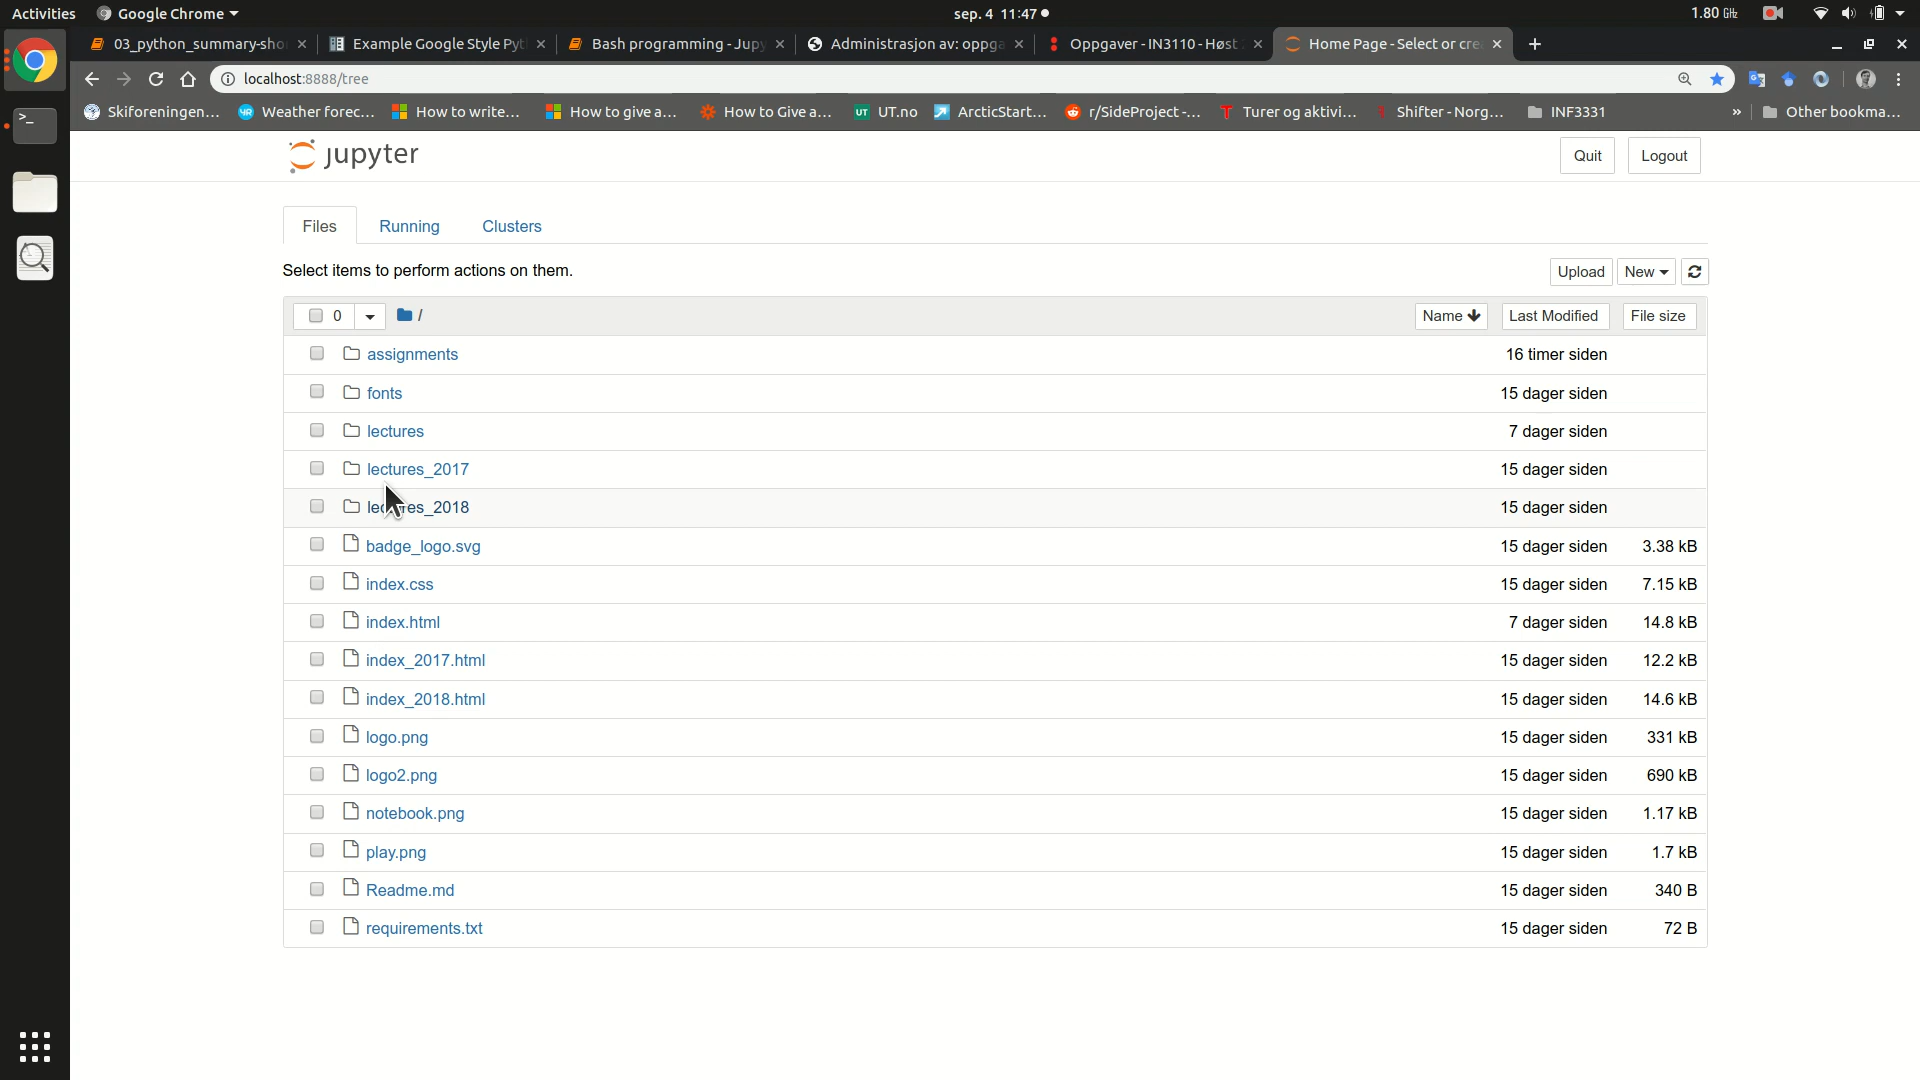 Activities Google Chrome sep. 4 11:47 1.80 GHz
03_python_summary-sho Example Google Style Pyt Bash programming - Jupy Administrasjon av: oppga Oppgaver - IN3110 - Høst 2 Home Page - Select or cre
localhost:8888/tree
Skiforeningen... Weather forec... How to write... How to give a... How to Give a... UT.no ArcticStart... r/SideProject -... Turer og aktivi... Shifter - Norg... INF3331 » Other bookma...
jupyter Quit Logout
Files Running Clusters
Select items to perform actions on them. Upload New
0 / Name Last Modified File size
assignments 16 timer siden
fonts 15 dager siden
lectures 7 dager siden
lectures_2017 15 dager siden
lectures_2018 15 dager siden
badge_logo.svg 15 dager siden 3.38 kB
index.css 15 dager siden 7.15 kB
index.html 7 dager siden 14.8 kB
index_2017.html 15 dager siden 12.2 kB
index_2018.html 15 dager siden 14.6 kB
logo.png 15 dager siden 331 kB
logo2.png 15 dager siden 690 kB
notebook.png 15 dager siden 1.17 kB
play.png 15 dager siden 1.7 kB
Readme.md 15 dager siden 340 B
requirements.txt 15 dager siden 72 B